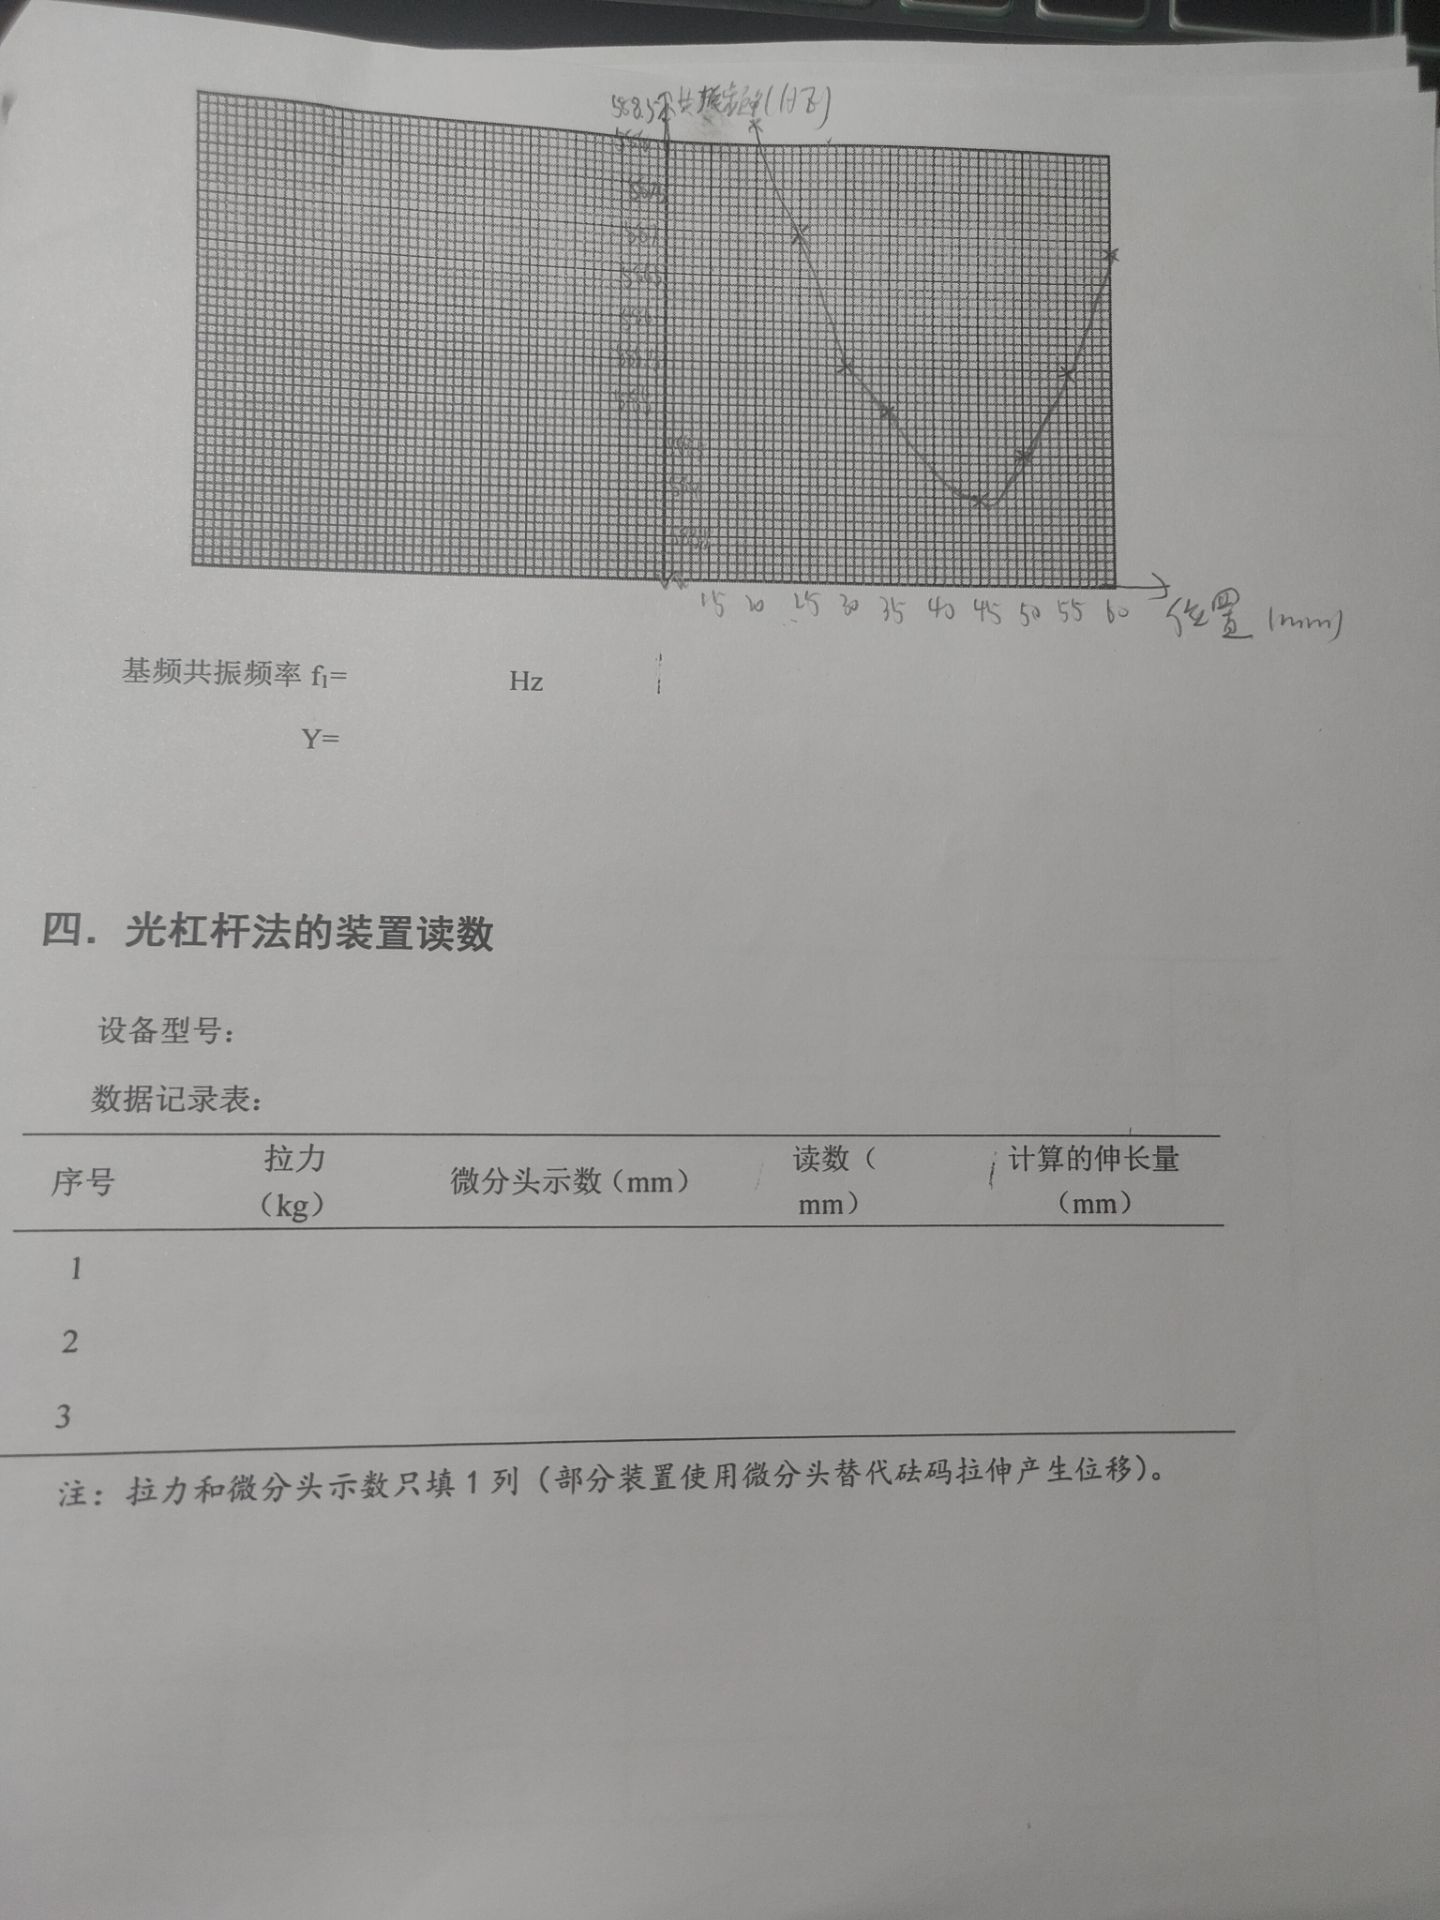 588.5
共振频率(HZ)
587
15 20 25 30 35 40 45 50 55 60
位置 (mm)
基频共振频率 f₁= Hz
Y=
四．光杠杆法的装置读数
设备型号：
数据记录表：
序号 拉力（kg） 微分头示数（mm） 读数（mm） 计算的伸长量（mm）
1
2
3
注：拉力和微分头示数只填 1 列（部分装置使用微分头替代砝码拉伸产生位移）。